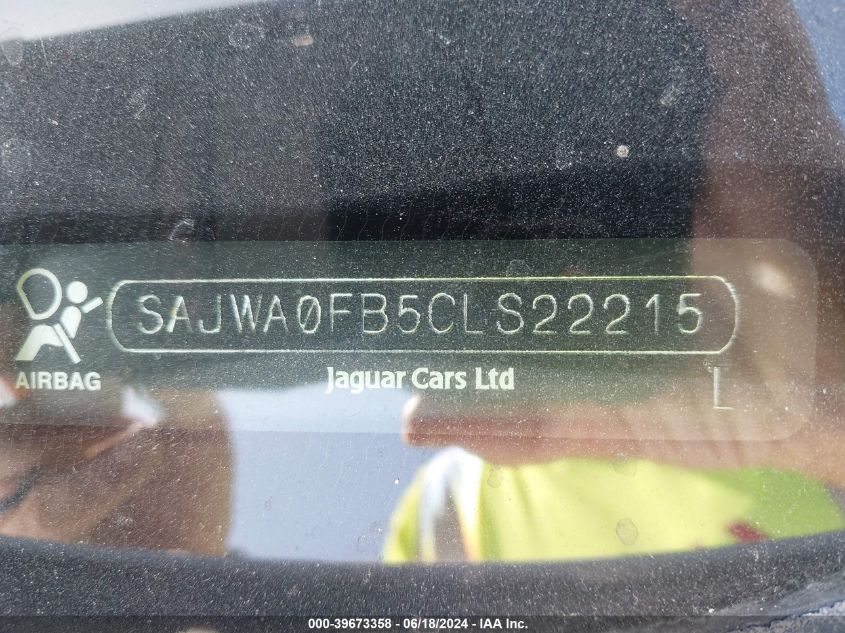 SAJWA0FB5CLS22215
AIRBAG
Jaguar Cars Ltd
L
000-39673358 - 06/18/2024 - IAA Inc.